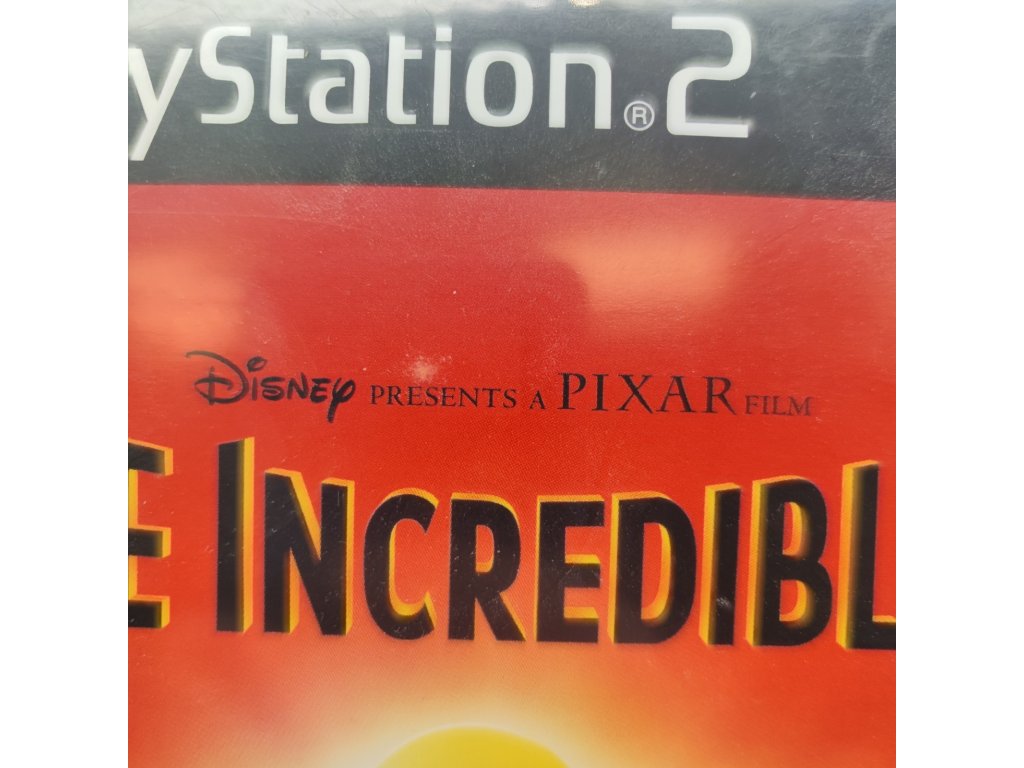 yStation®2
Disney PRESENTS A PIXAR FILM
E INCREDIBL